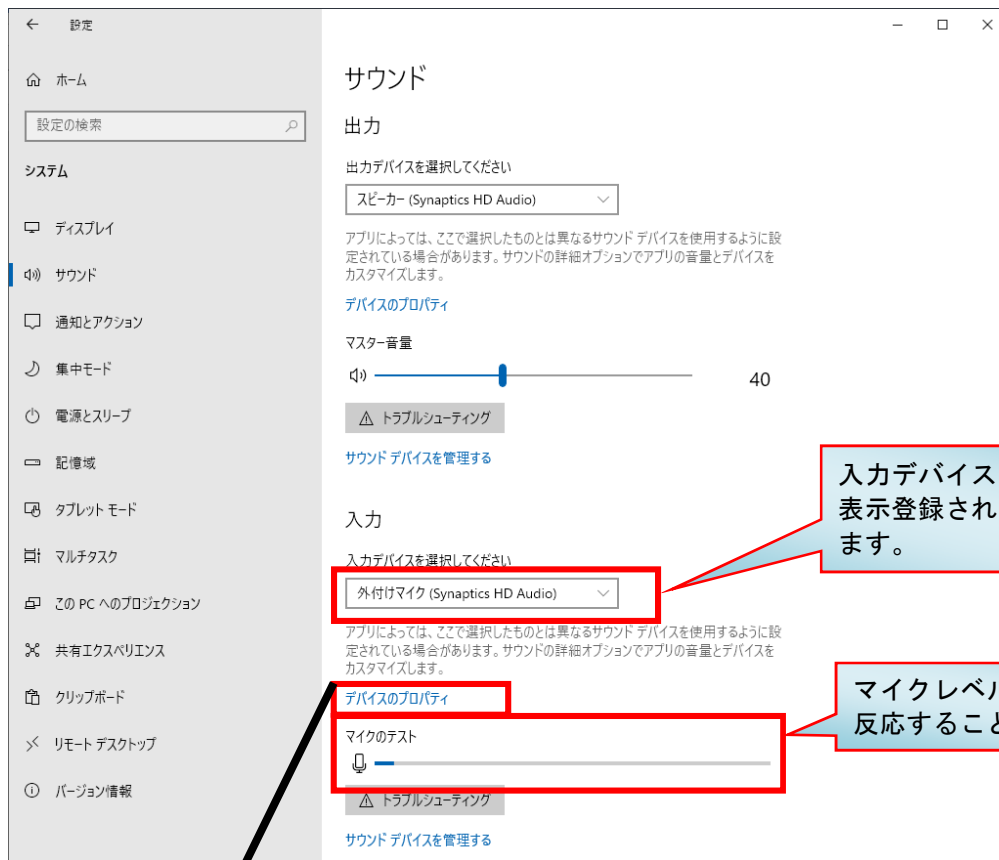 設定
ホーム
設定の検索
システム
ディスプレイ
サウンド
通知とアクション
集中モード
電源とスリープ
記憶域
タブレット モード
マルチタスク
この PC へのプロジェクション
共有エクスペリエンス
クリップボード
リモート デスクトップ
バージョン情報
サウンド
出力
出力デバイスを選択してください
スピーカー (Synaptics HD Audio)
アプリによっては、ここで選択したものとは異なるサウンド デバイスを使用するように設
定されている場合があります。サウンドの詳細オプションでアプリの音量とデバイスを
カスタマイズします。
デバイスのプロパティ
マスター音量
40
トラブルシューティング
サウンド デバイスを管理する
入力
入力デバイスを選択してください
外付けマイク (Synaptics HD Audio)
アプリによっては、ここで選択したものとは異なるサウンド デバイスを使用するように設
定されている場合があります。サウンドの詳細オプションでアプリの音量とデバイスを
カスタマイズします。
デバイスのプロパティ
マイクのテスト
トラブルシューティング
サウンド デバイスを管理する
入力デバイス
表示登録され
ます。
マイクレベル
反応すること